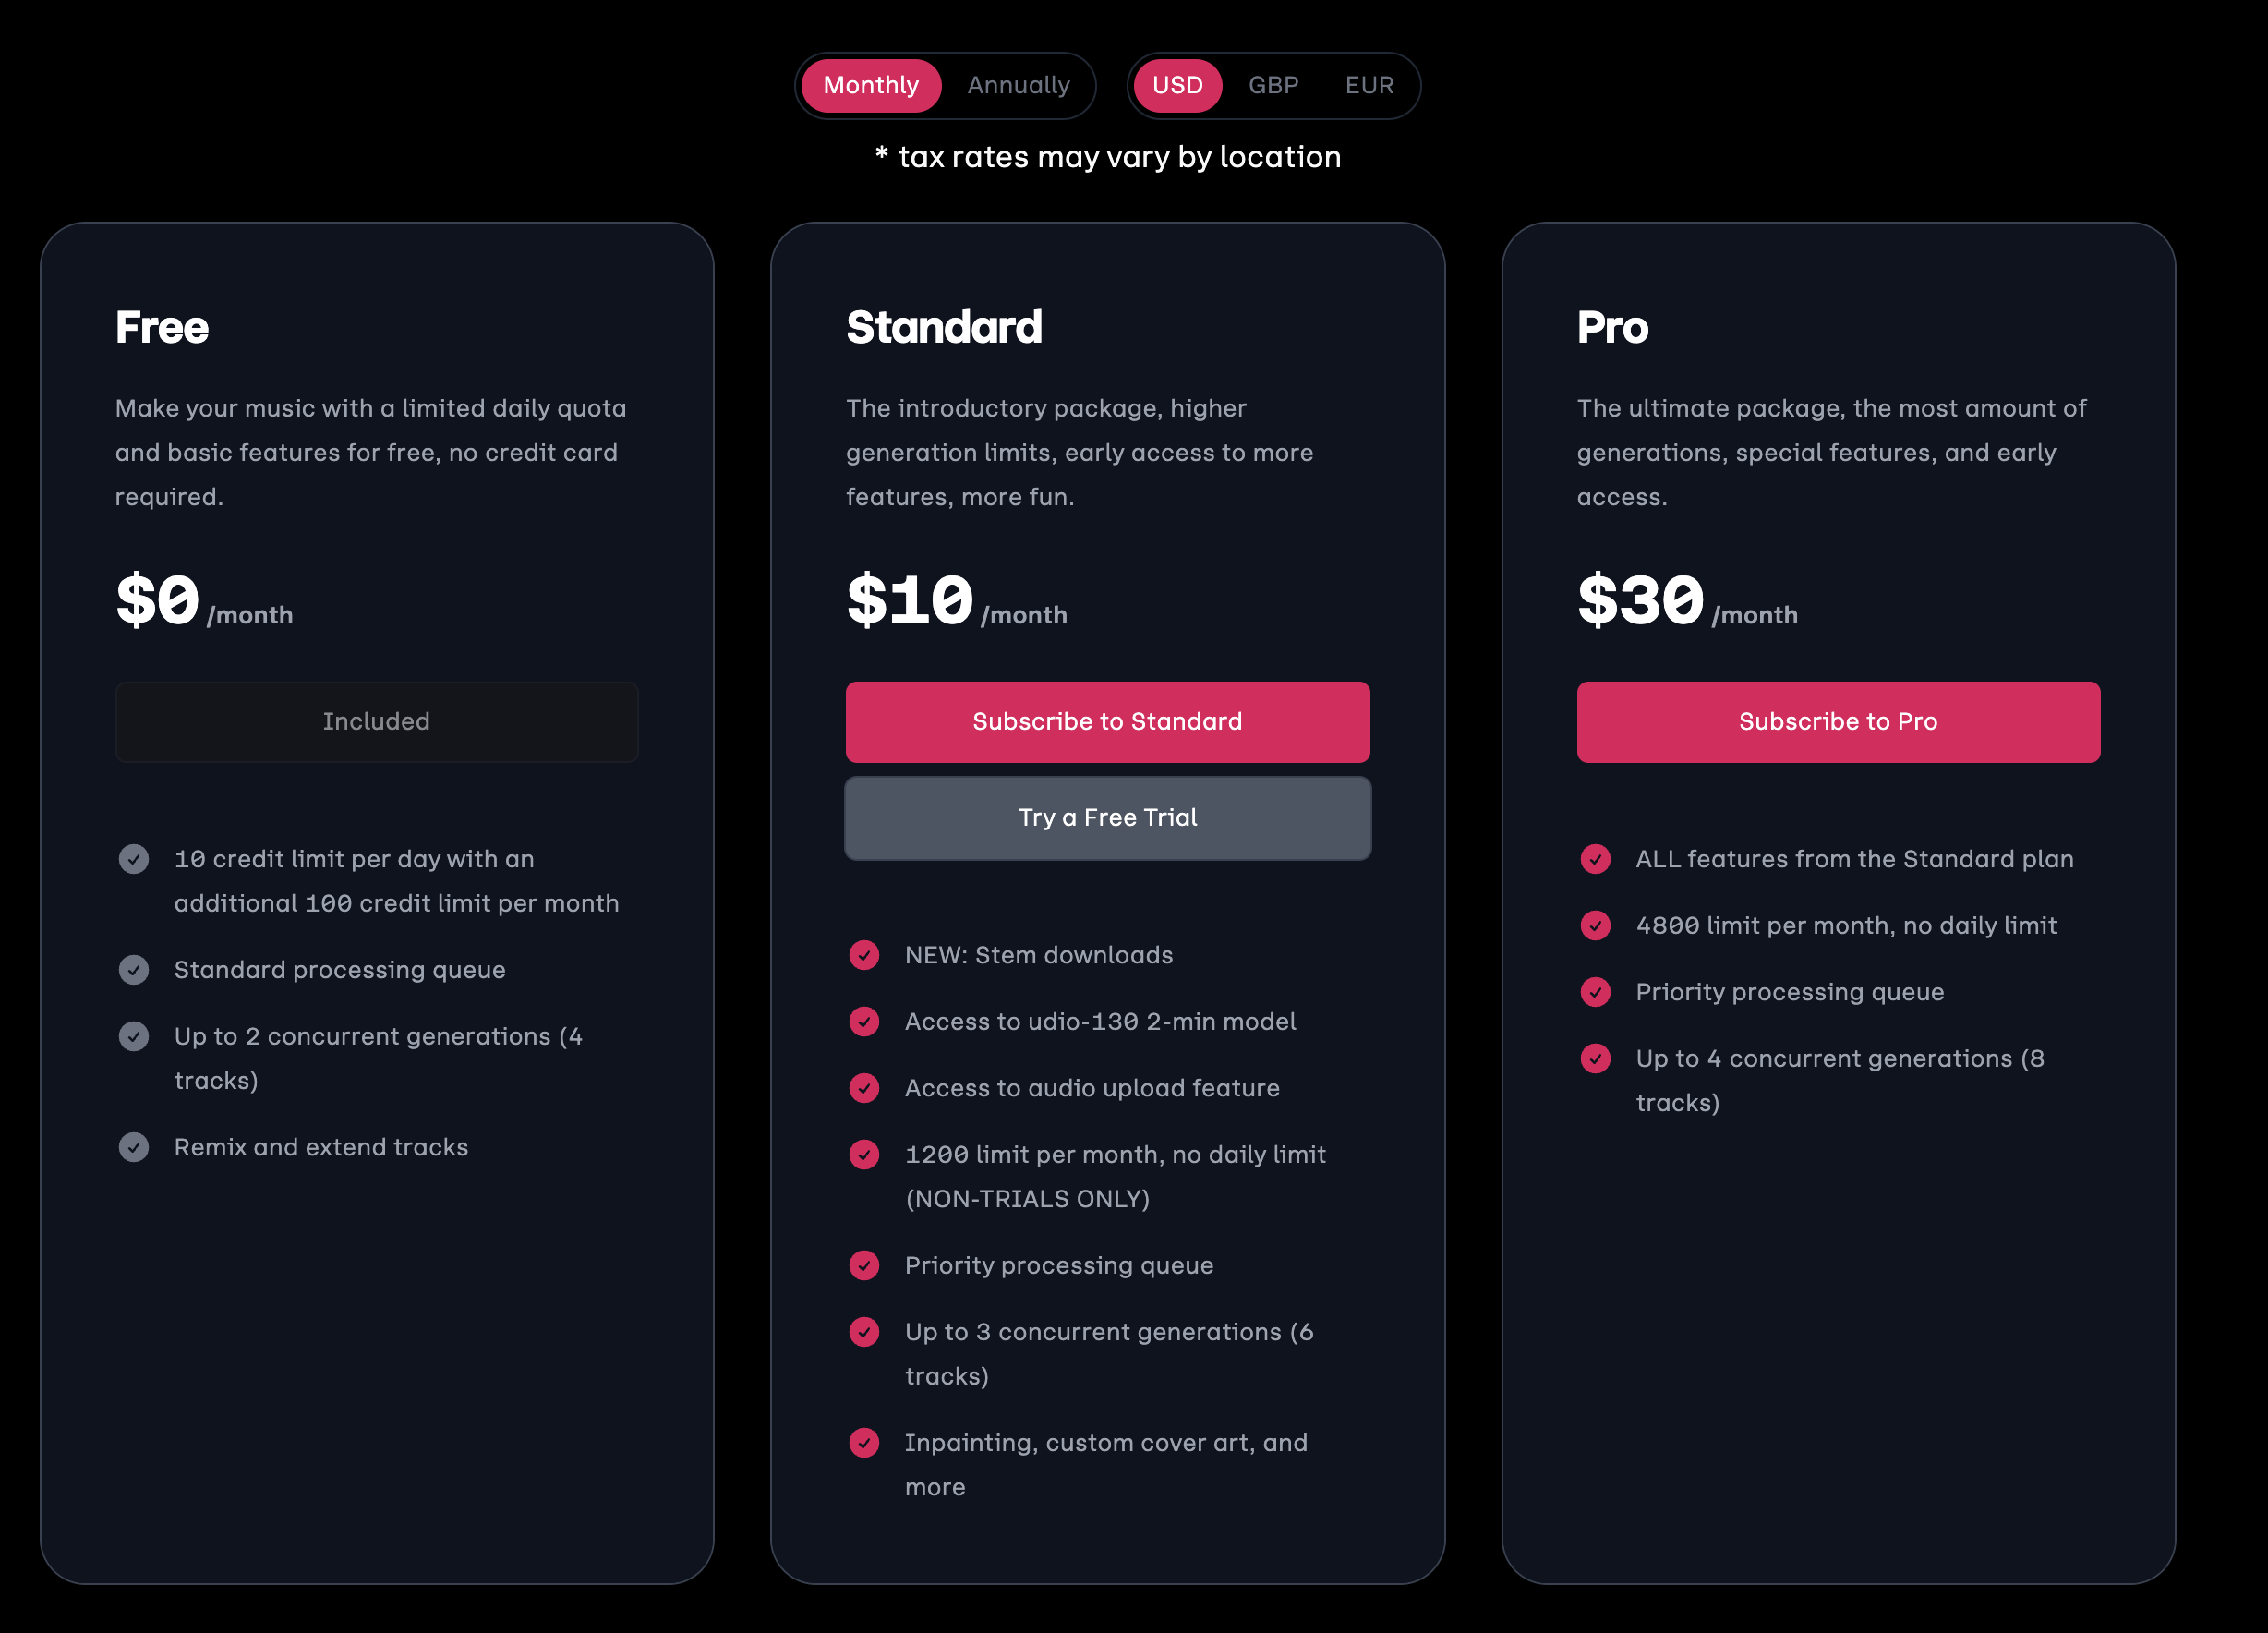 Monthly Annually USD GBP EUR
* tax rates may vary by location
Free
Make your music with a limited daily quota
and basic features for free, no credit card
required.
$0 /month
Included
10 credit limit per day with an
additional 100 credit limit per month
Standard processing queue
Up to 2 concurrent generations (4
tracks)
Remix and extend tracks
Standard
The introductory package, higher
generation limits, early access to more
features, more fun.
$10 /month
Subscribe to Standard
Try a Free Trial
NEW: Stem downloads
Access to udio-130 2-min model
Access to audio upload feature
1200 limit per month, no daily limit
(NON-TRIALS ONLY)
Priority processing queue
Up to 3 concurrent generations (6
tracks)
Inpainting, custom cover art, and
more
Pro
The ultimate package, the most amount of
generations, special features, and early
access.
$30 /month
Subscribe to Pro
ALL features from the Standard plan
4800 limit per month, no daily limit
Priority processing queue
Up to 4 concurrent generations (8
tracks)